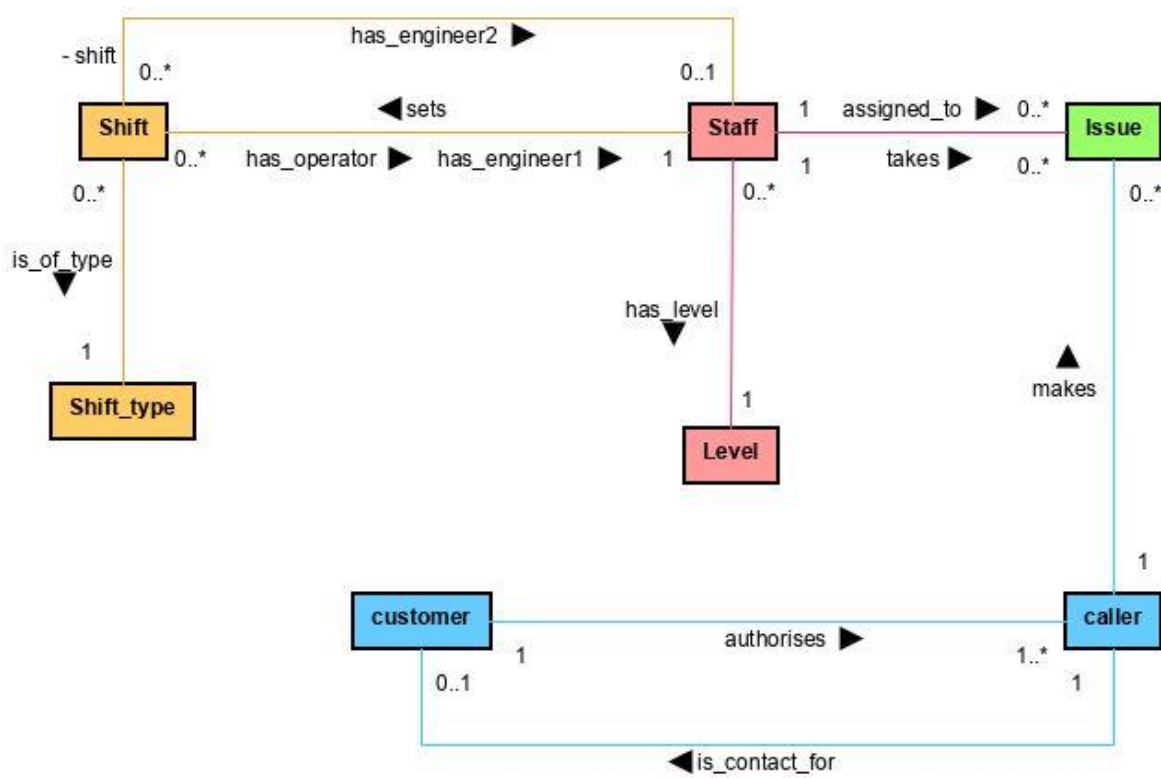 has_engineer2
- shift
0..*
0..1
sets
1
assigned_to
0..*
Shift
Staff
Issue
0..*
has_operator
has_engineer1
1
1
takes
0..*
0..*
0..*
0..*
is_of_type
has_level
1
makes
Shift_type
1
Level
1
customer
caller
authorises
1
1..*
0..1
1
is_contact_for